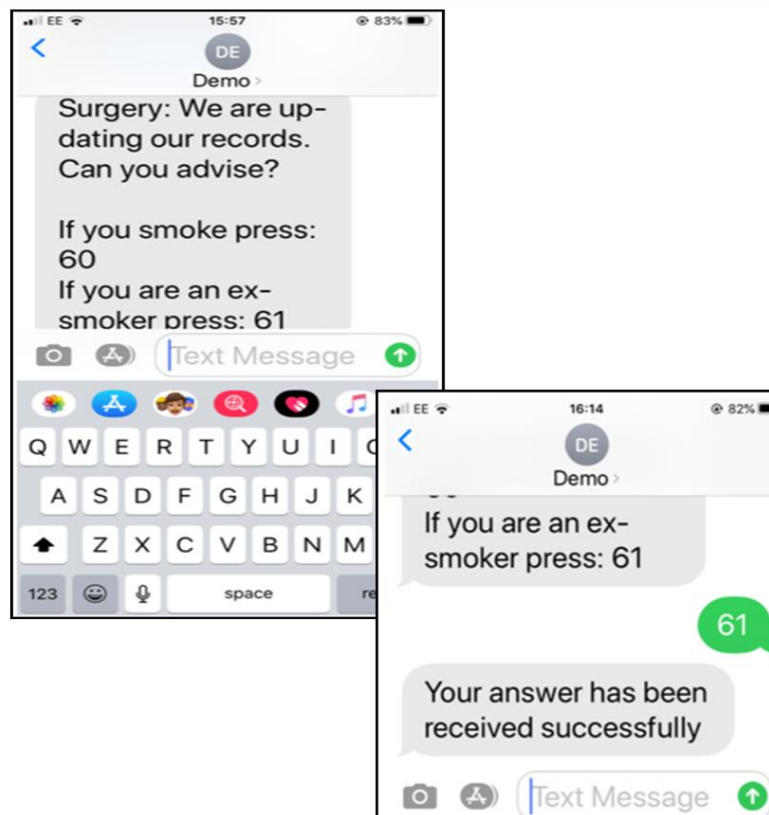 EE 15:57 83%
DE
Demo
Surgery: We are up-
dating our records.
Can you advise?
If you smoke press:
60
If you are an ex-
smoker press: 61
Text Message
Q W E R T Y U I
A S D F G H J K
Z X C V B N M
123 space re
EE 16:14 82%
DE
Demo
If you are an ex-
smoker press: 61
61
Your answer has been
received successfully
Text Message